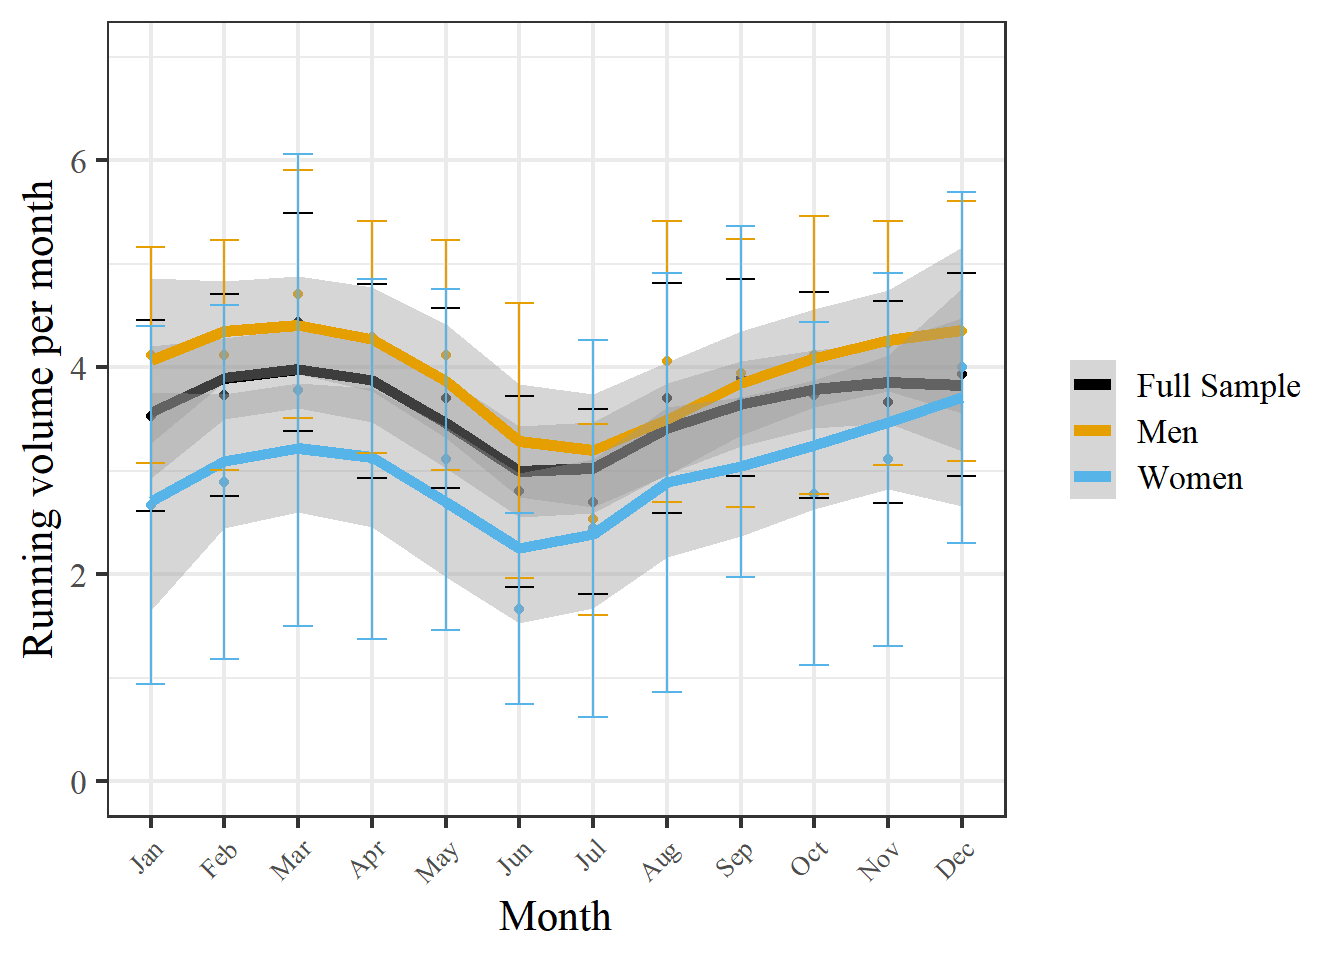 Running volume per month
6
4
2
0
Jan
Feb
Mar
Apr
May
Jun
Jul
Aug
Sep
Oct
Nov
Dec
Month
Full Sample
Men
Women